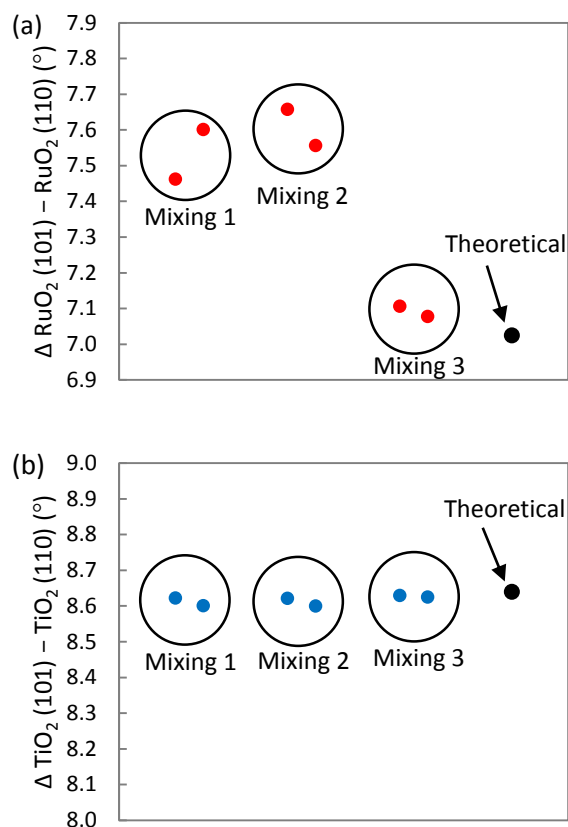 (a)
Δ RuO₂ (101) – RuO₂ (110) (°)
7.9
7.8
7.7
7.6
7.5
7.4
7.3
7.2
7.1
7.0
6.9
Mixing 1
Mixing 2
Mixing 3
Theoretical
(b)
Δ TiO₂ (101) – TiO₂ (110) (°)
9.0
8.9
8.8
8.7
8.6
8.5
8.4
8.3
8.2
8.1
8.0
Mixing 1
Mixing 2
Mixing 3
Theoretical